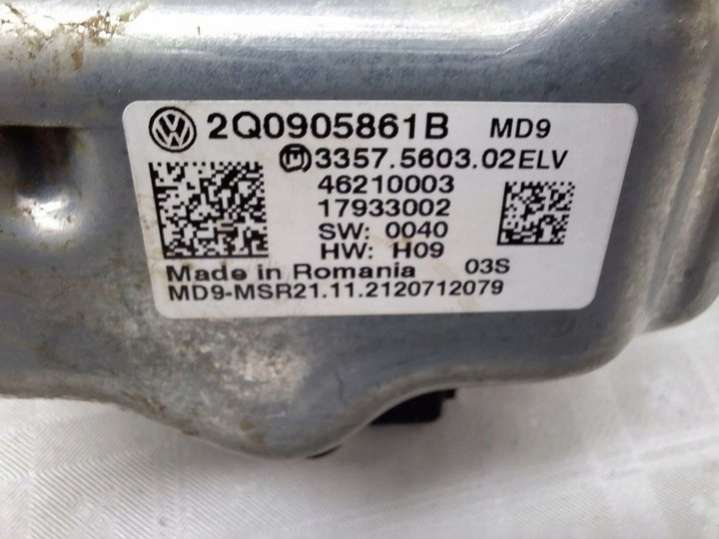 2Q0905861B MD9
3357.5603.02ELV
46210003
17933002
SW: 0040
HW: H09
Made in Romania 03S
MD9-MSR21.11.2120712079